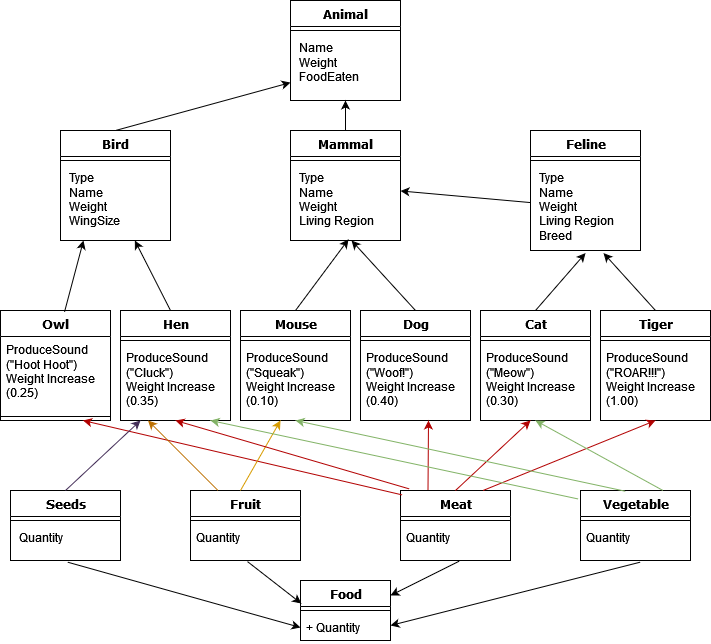 Animal
Name
Weight
FoodEaten
Bird
Type
Name
Weight
WingSize
Mammal
Type
Name
Weight
Living Region
Feline
Type
Name
Weight
Living Region
Breed
Owl
ProduceSound
("Hoot Hoot")
Weight Increase
(0.25)
Hen
ProduceSound
("Cluck")
Weight Increase
(0.35)
Mouse
ProduceSound
("Squeak")
Weight Increase
(0.10)
Dog
ProduceSound
("Woof!")
Weight Increase
(0.40)
Cat
ProduceSound
("Meow")
Weight Increase
(0.30)
Tiger
ProduceSound
("ROAR!!!")
Weight Increase
(1.00)
Seeds
Quantity
Fruit
Quantity
Meat
Quantity
Vegetable
Quantity
Food
+ Quantity